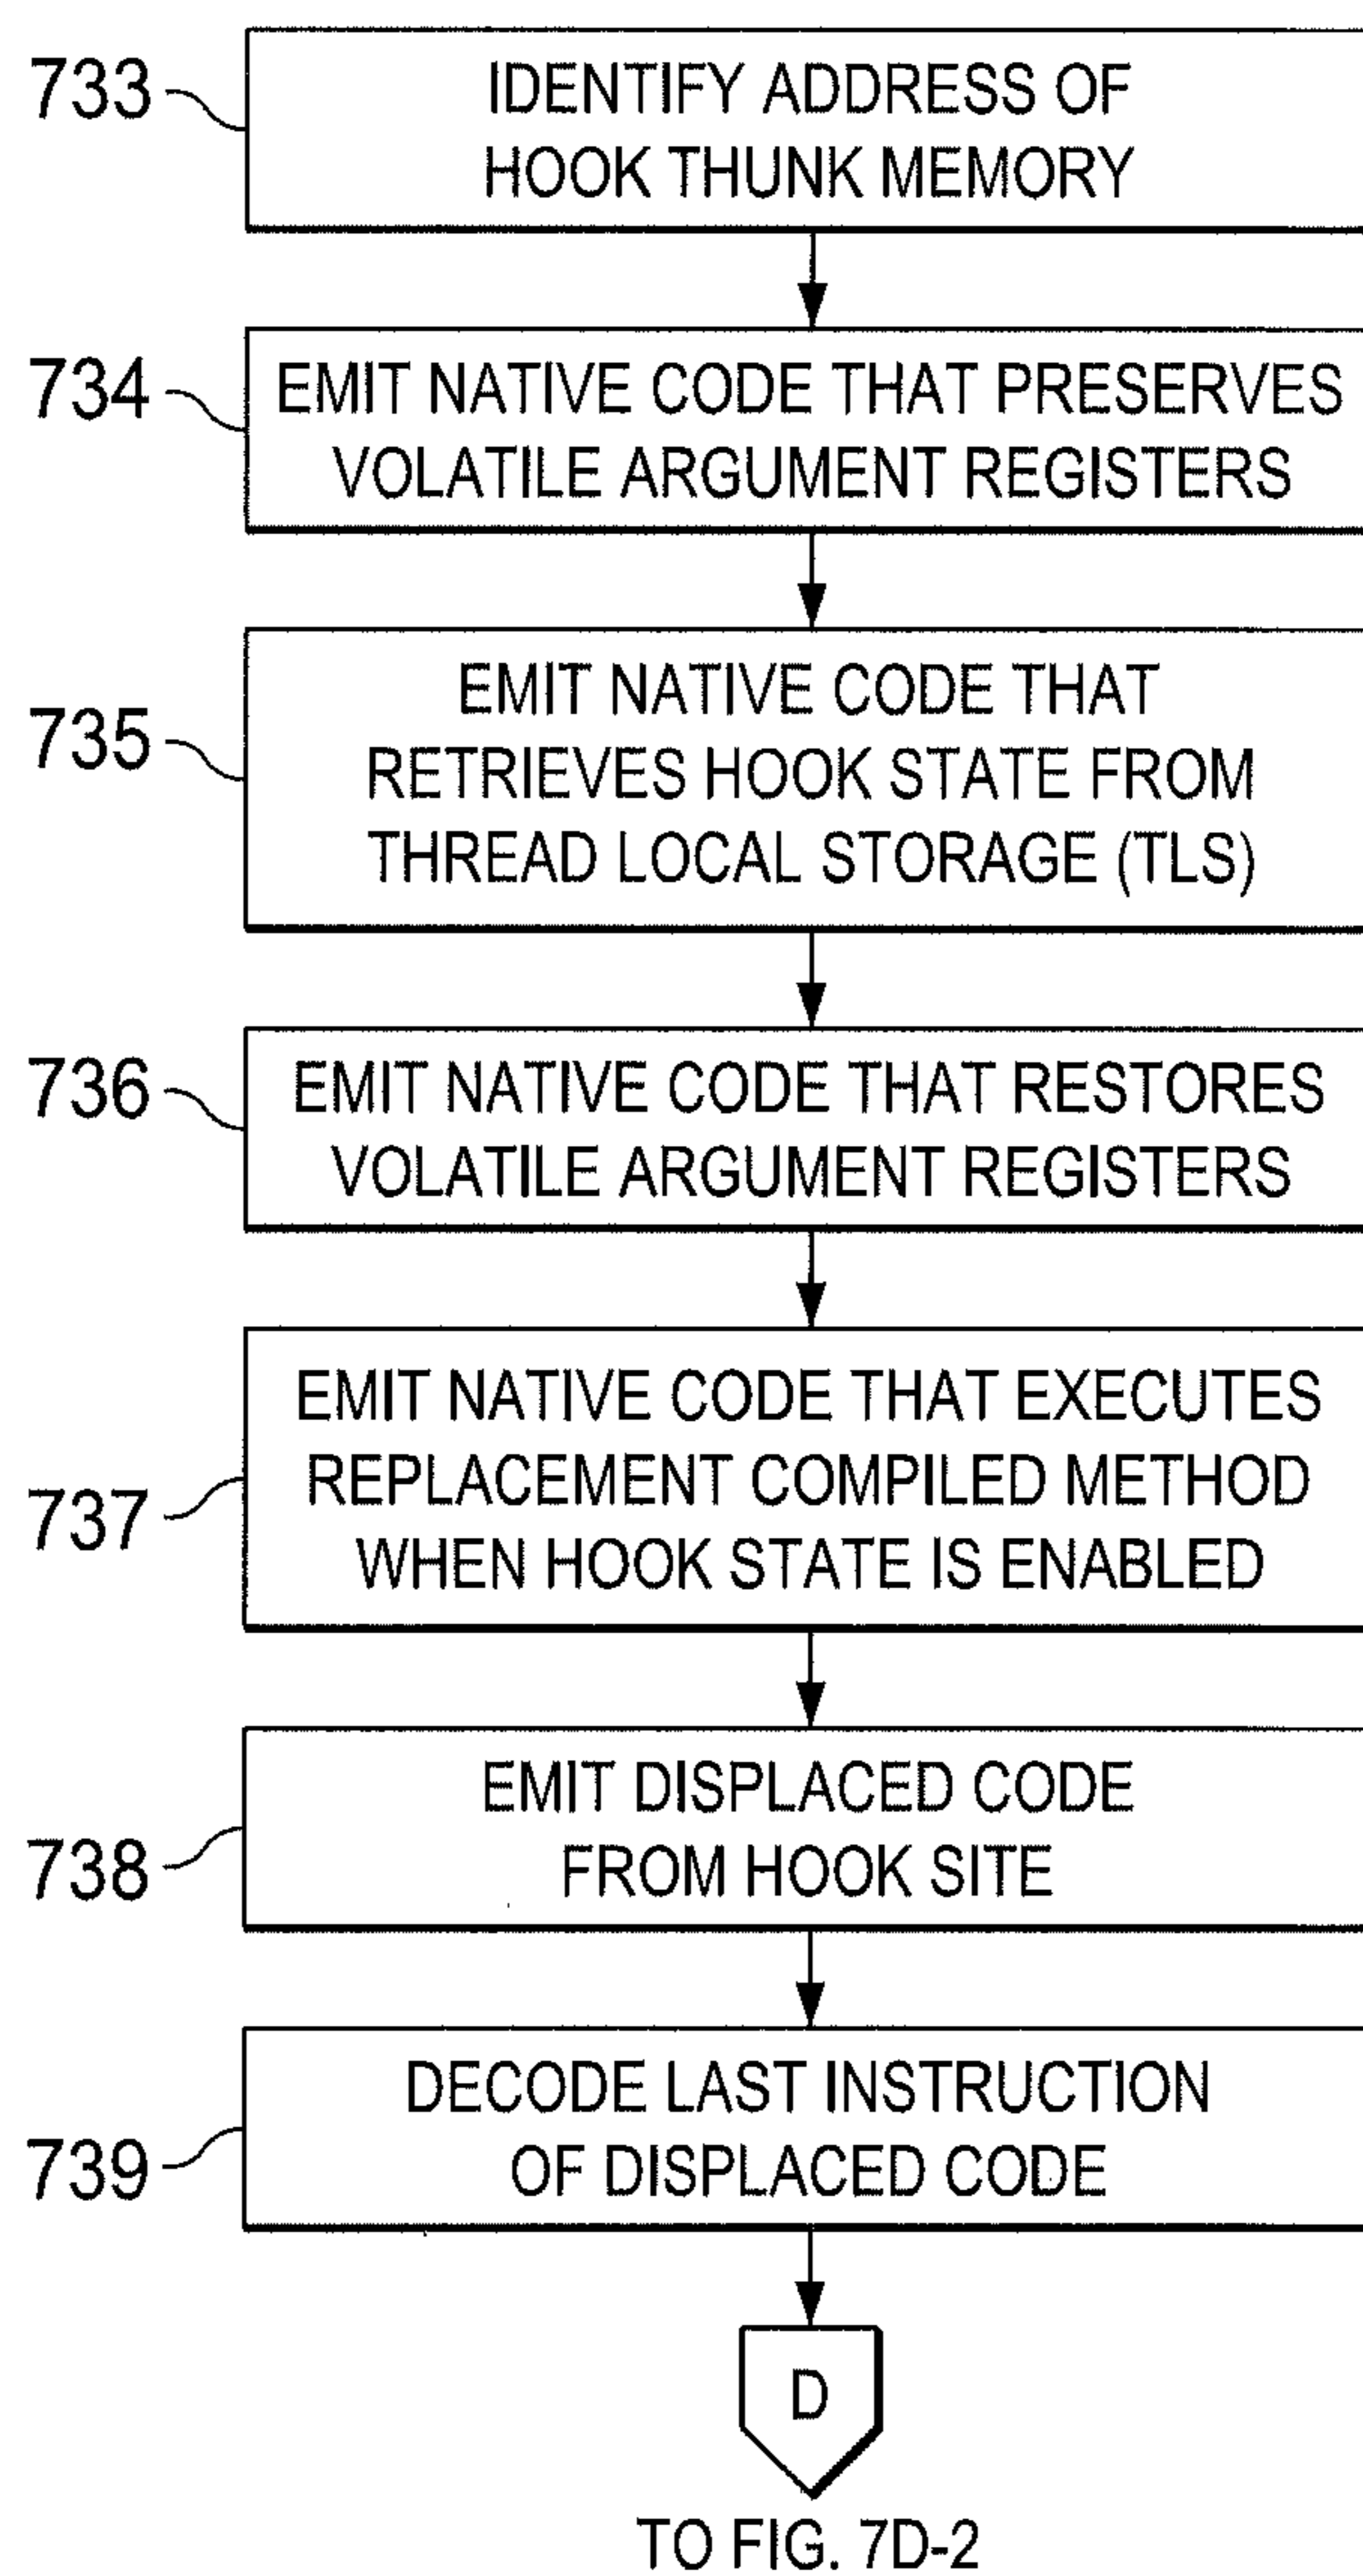 733
IDENTIFY ADDRESS OF
HOOK THUNK MEMORY
734
EMIT NATIVE CODE THAT PRESERVES
VOLATILE ARGUMENT REGISTERS
735
EMIT NATIVE CODE THAT
RETRIEVES HOOK STATE FROM
THREAD LOCAL STORAGE (TLS)
736
EMIT NATIVE CODE THAT RESTORES
VOLATILE ARGUMENT REGISTERS
737
EMIT NATIVE CODE THAT EXECUTES
REPLACEMENT COMPILED METHOD
WHEN HOOK STATE IS ENABLED
738
EMIT DISPLACED CODE
FROM HOOK SITE
739
DECODE LAST INSTRUCTION
OF DISPLACED CODE
D
TO FIG. 7D-2